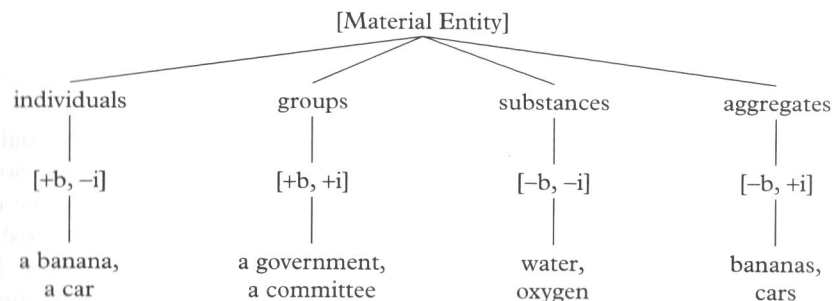 [Material Entity]
individuals groups substances aggregates
[+b, –i] [+b, +i] [–b, –i] [–b, +i]
a banana, a government, water, bananas,
a car a committee oxygen cars